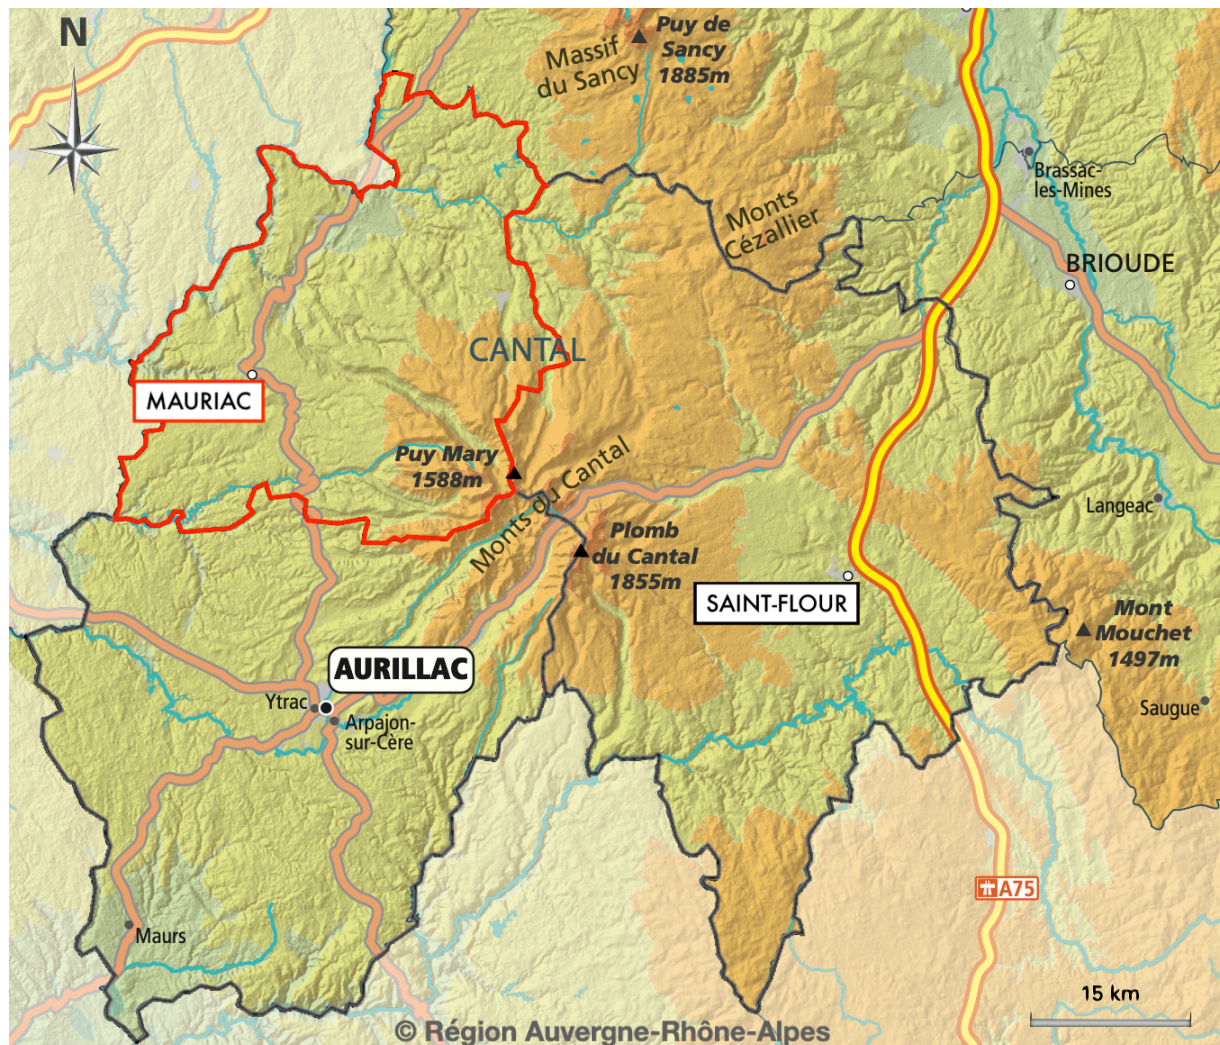 N
Puy de
Sancy
1885m
Massif
du Sancy
Brassac-
les-Mines
Monts
Cézallier
BRIOUDE
CANTAL
MAURIAC
Puy Mary
1588m
Monts du Cantal
Langeac
Plomb
du Cantal
1855m
SAINT-FLOUR
Mont
Mouchet
1497m
AURILLAC
Ytrac
Arpajon-
sur-Cère
Saugue
A75
Maurs
15 km
© Région Auvergne-Rhône-Alpes